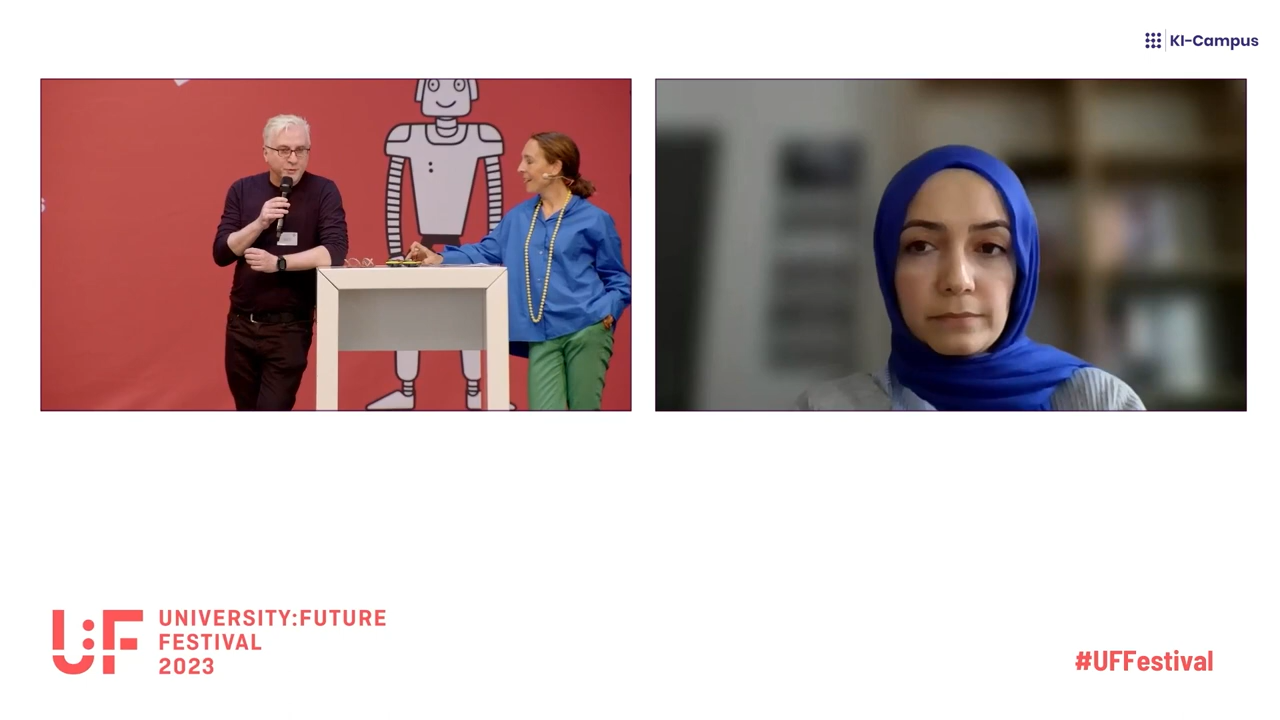 KI-Campus
U:F
UNIVERSITY:FUTURE
FESTIVAL
2023
#UFFestival